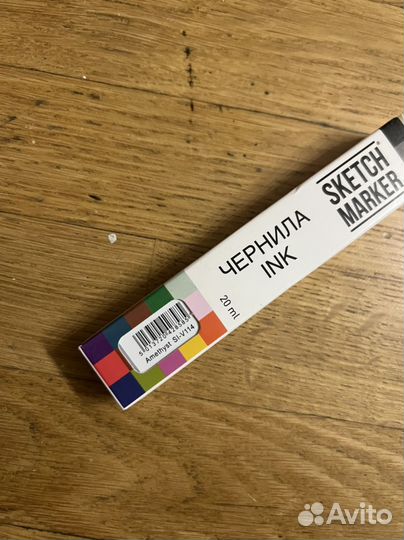 SKETCH
MARKER
ЧЕРНИЛА
INK
20 ml
Amethyst SI-V114
Avito